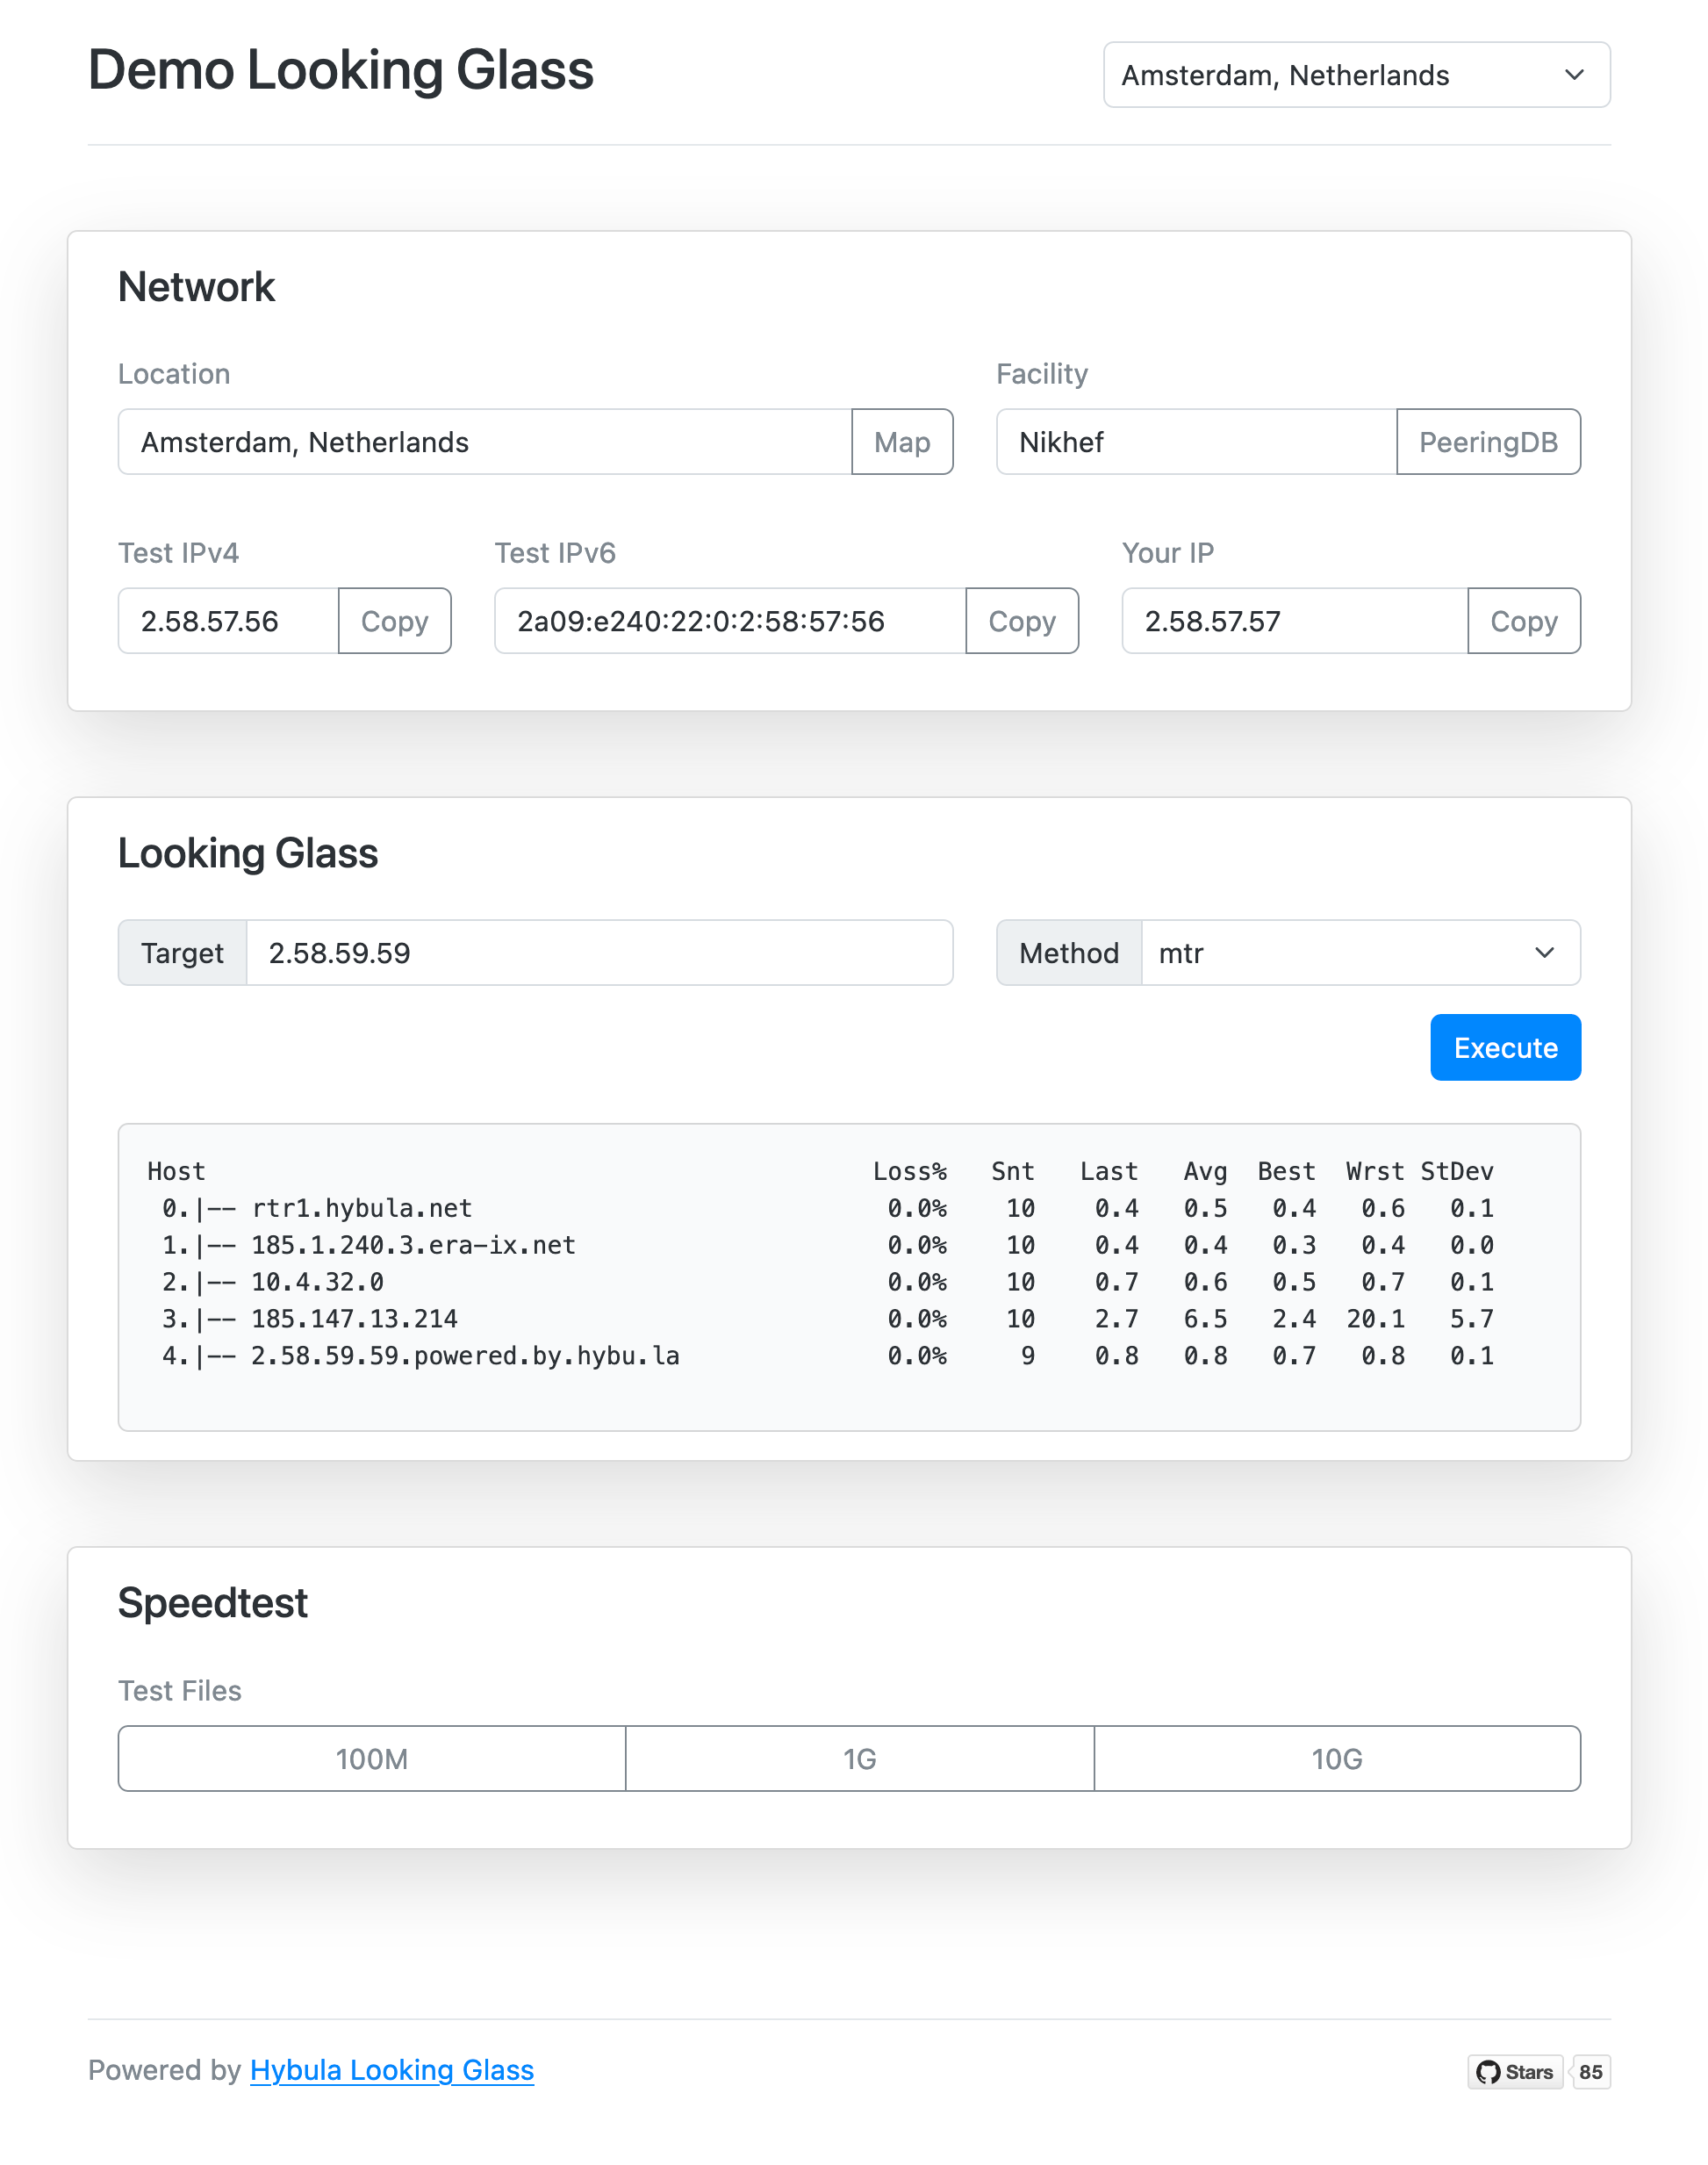 Demo Looking Glass
Amsterdam, Netherlands
Network
Location
Facility
Amsterdam, Netherlands Map
Nikhef PeeringDB
Test IPv4
Test IPv6
Your IP
2.58.57.56 Copy
2a09:e240:22:0:2:58:57:56 Copy
2.58.57.57 Copy
Looking Glass
Target 2.58.59.59
Method mtr
Execute
Host                                                 Loss%   Snt   Last   Avg  Best  Wrst StDev
 0.|-- rtr1.hybula.net                            0.0%    10    0.4   0.5   0.4   0.6   0.1
 1.|-- 185.1.240.3.era-ix.net                     0.0%    10    0.4   0.4   0.3   0.4   0.0
 2.|-- 10.4.32.0                                  0.0%    10    0.7   0.6   0.5   0.7   0.1
 3.|-- 185.147.13.214                             0.0%    10    2.7   6.5   2.4  20.1   5.7
 4.|-- 2.58.59.59.powered.by.hybu.la              0.0%     9    0.8   0.8   0.7   0.8   0.1
Speedtest
Test Files
100M 1G 10G
Powered by Hybula Looking Glass
Stars 85